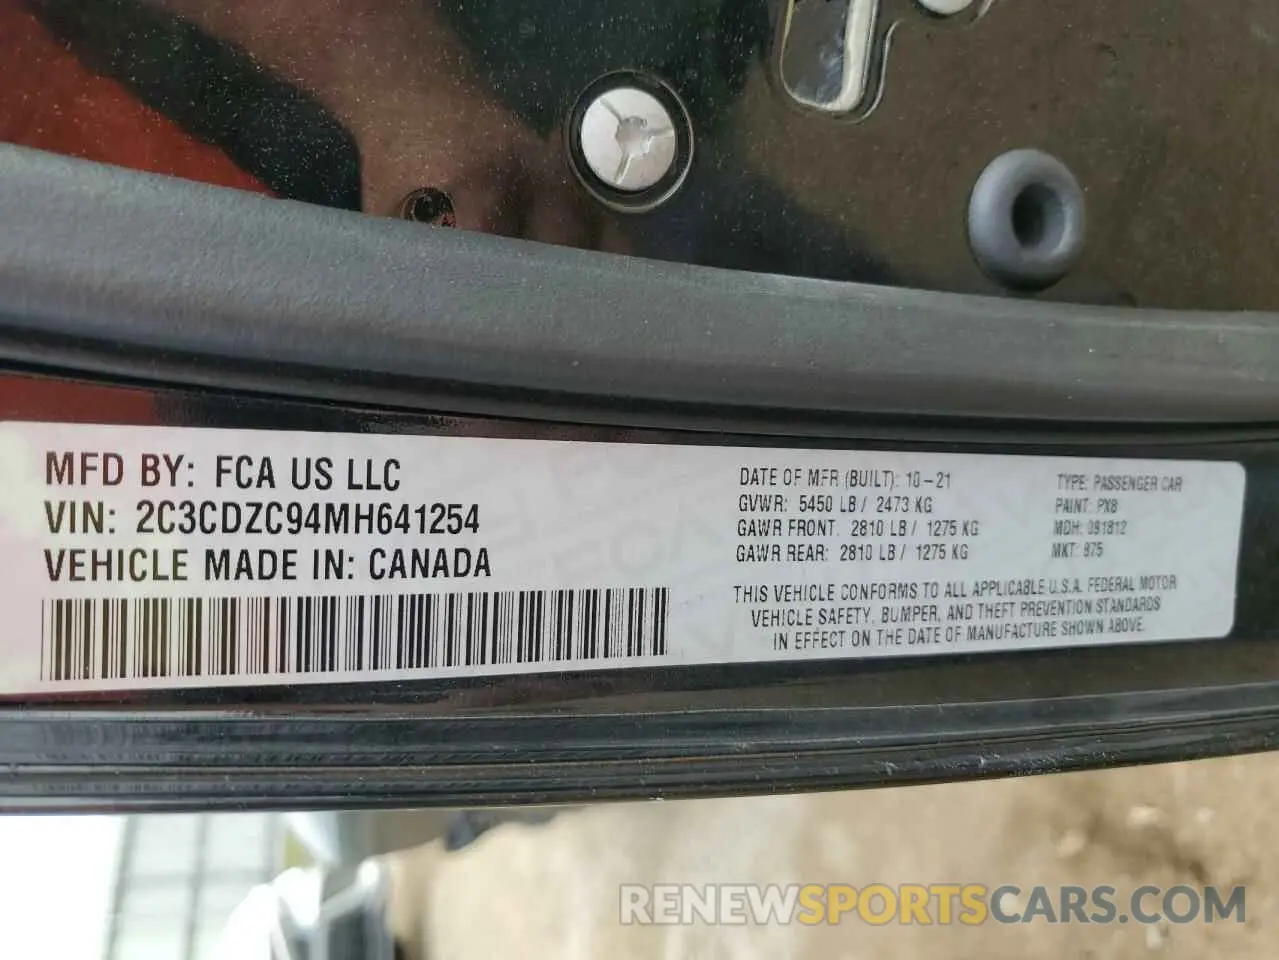 MFD BY: FCA US LLC
VIN: 2C3CDZC94MH641254
VEHICLE MADE IN: CANADA
DATE OF MFR (BUILT): 10-21
GVWR: 5450 LB / 2473 KG
GAWR FRONT: 2810 LB / 1275 KG
GAWR REAR: 2810 LB / 1275 KG
TYPE: PASSENGER CAR
PAINT: PX8
MDH: 091812
MKT: 875
THIS VEHICLE CONFORMS TO ALL APPLICABLE U.S.A. FEDERAL MOTOR
VEHICLE SAFETY, BUMPER, AND THEFT PREVENTION STANDARDS
IN EFFECT ON THE DATE OF MANUFACTURE SHOWN ABOVE.
RENEWSPORTSCARS.COM